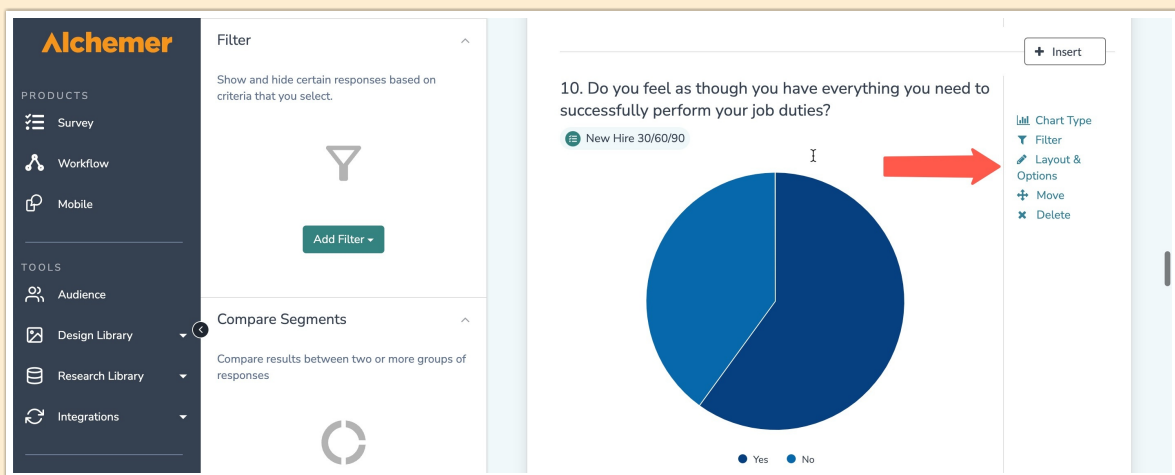 Alchemer
PRODUCTS
Survey
Workflow
Mobile
TOOLS
Audience
Design Library
Research Library
Integrations
Filter
Show and hide certain responses based on
criteria that you select.
Add Filter
Compare Segments
Compare results between two or more groups of
responses
+ Insert
10. Do you feel as though you have everything you need to
successfully perform your job duties?
New Hire 30/60/90
Yes
No
Chart Type
Filter
Layout &
Options
Move
Delete